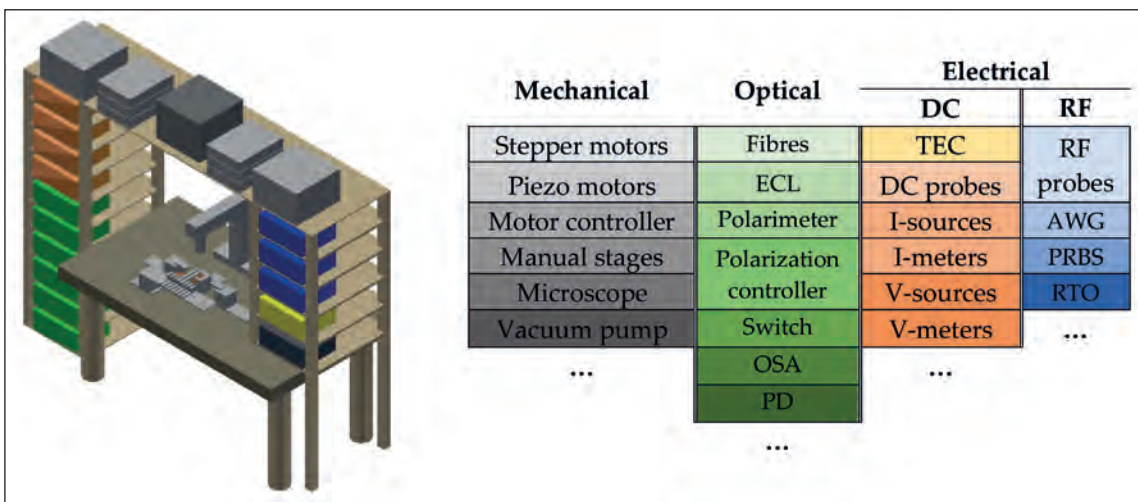 Electrical
Mechanical Optical DC RF
Stepper motors Fibres TEC RF
Piezo motors ECL DC probes probes
Motor controller Polarimeter I-sources AWG
Manual stages Polarization I-meters PRBS
Microscope controller V-sources RTO
Vacuum pump Switch V-meters ...
... OSA ...
PD
...